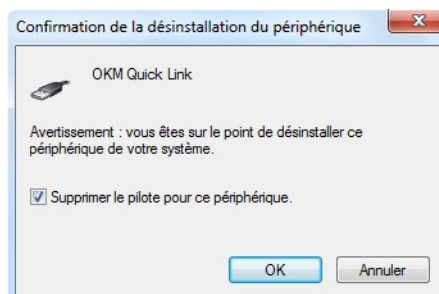 Confirmation de la désinstallation du périphérique
OKM Quick Link
Avertissement : vous êtes sur le point de désinstaller ce
périphérique de votre système.
Supprimer le pilote pour ce périphérique.
OK
Annuler